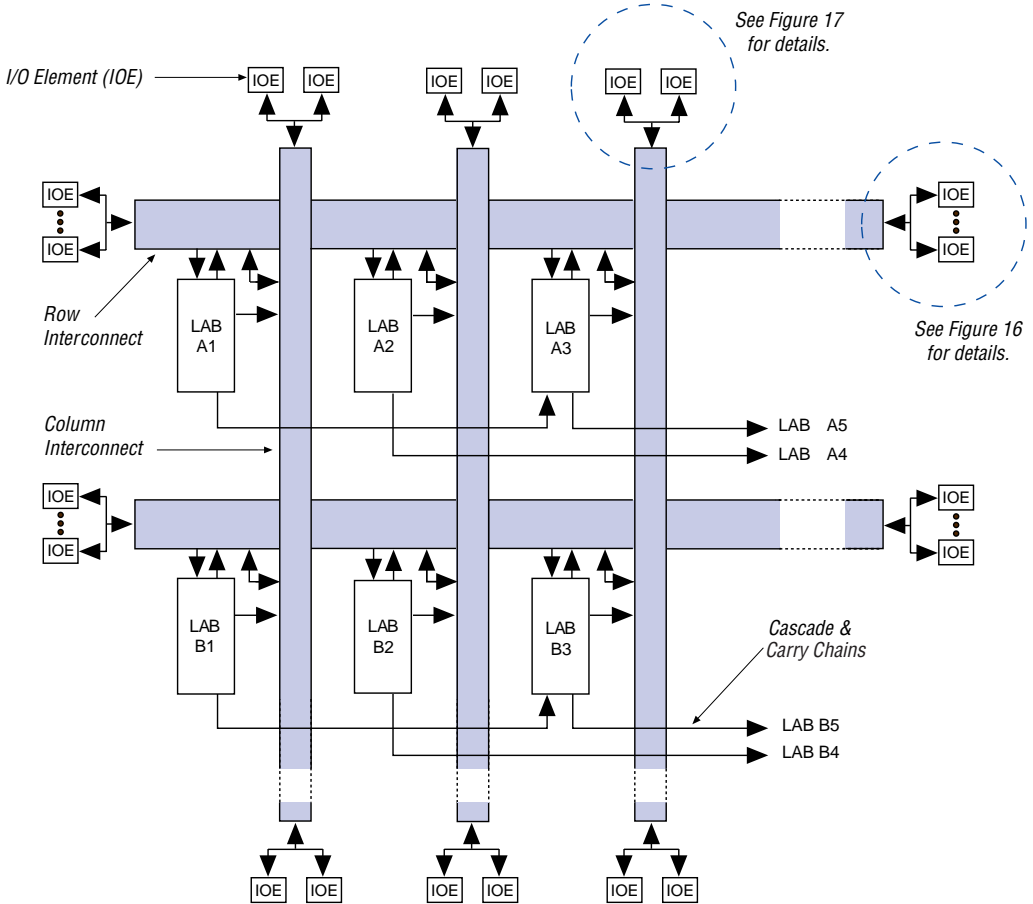 See Figure 17
for details.
I/O Element (IOE)
IOE IOE IOE IOE IOE IOE
IOE IOE
IOE IOE
Row
Interconnect
LAB
A1
LAB
A2
LAB
A3
See Figure 16
for details.
Column
Interconnect
LAB A5
LAB A4
IOE IOE
IOE IOE
LAB
B1
LAB
B2
LAB
B3
Cascade &
Carry Chains
LAB B5
LAB B4
IOE IOE IOE IOE IOE IOE